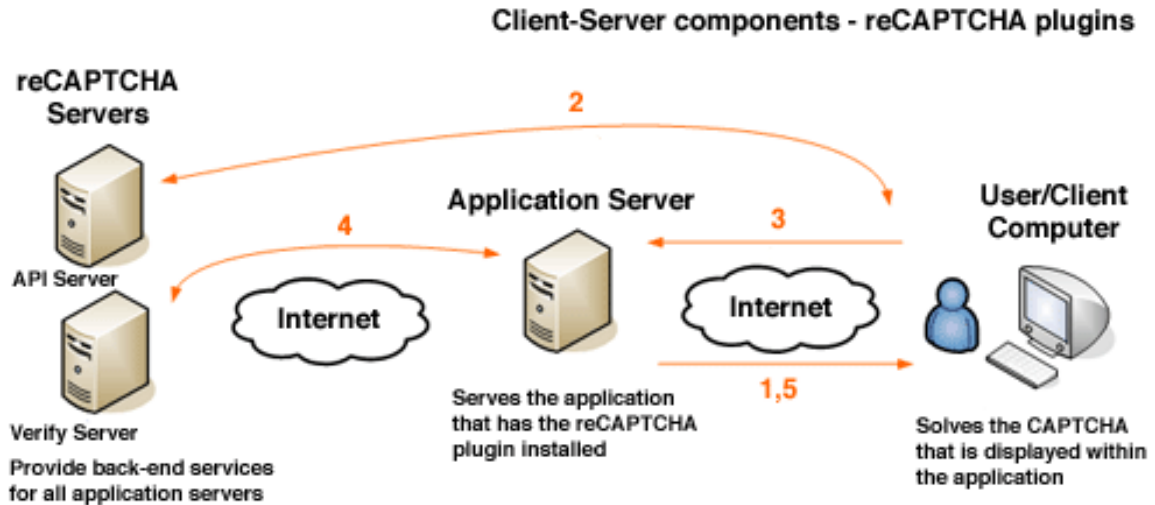 Client-Server components - reCAPTCHA plugins
reCAPTCHA
Servers
2
Application Server
User/Client
Computer
4
3
API Server
Internet
Internet
1,5
Verify Server
Serves the application
that has the reCAPTCHA
plugin installed
Solves the CAPTCHA
that is displayed within
the application
Provide back-end services
for all application servers